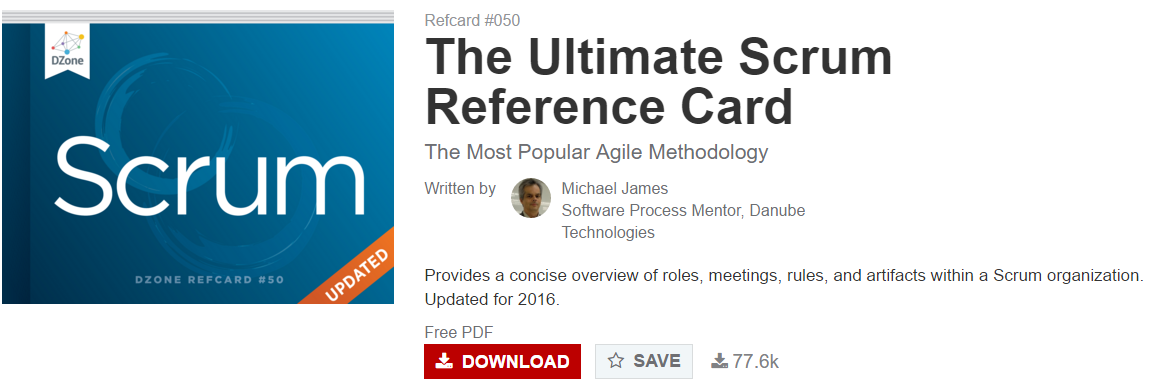 DZone
Scrum
DZONE REFCARD #50
UPDATED
Refcard #050
The Ultimate Scrum
Reference Card
The Most Popular Agile Methodology
Written by
Michael James
Software Process Mentor, Danube
Technologies
Provides a concise overview of roles, meetings, rules, and artifacts within a Scrum organization.
Updated for 2016.
Free PDF
DOWNLOAD
SAVE
77.6k